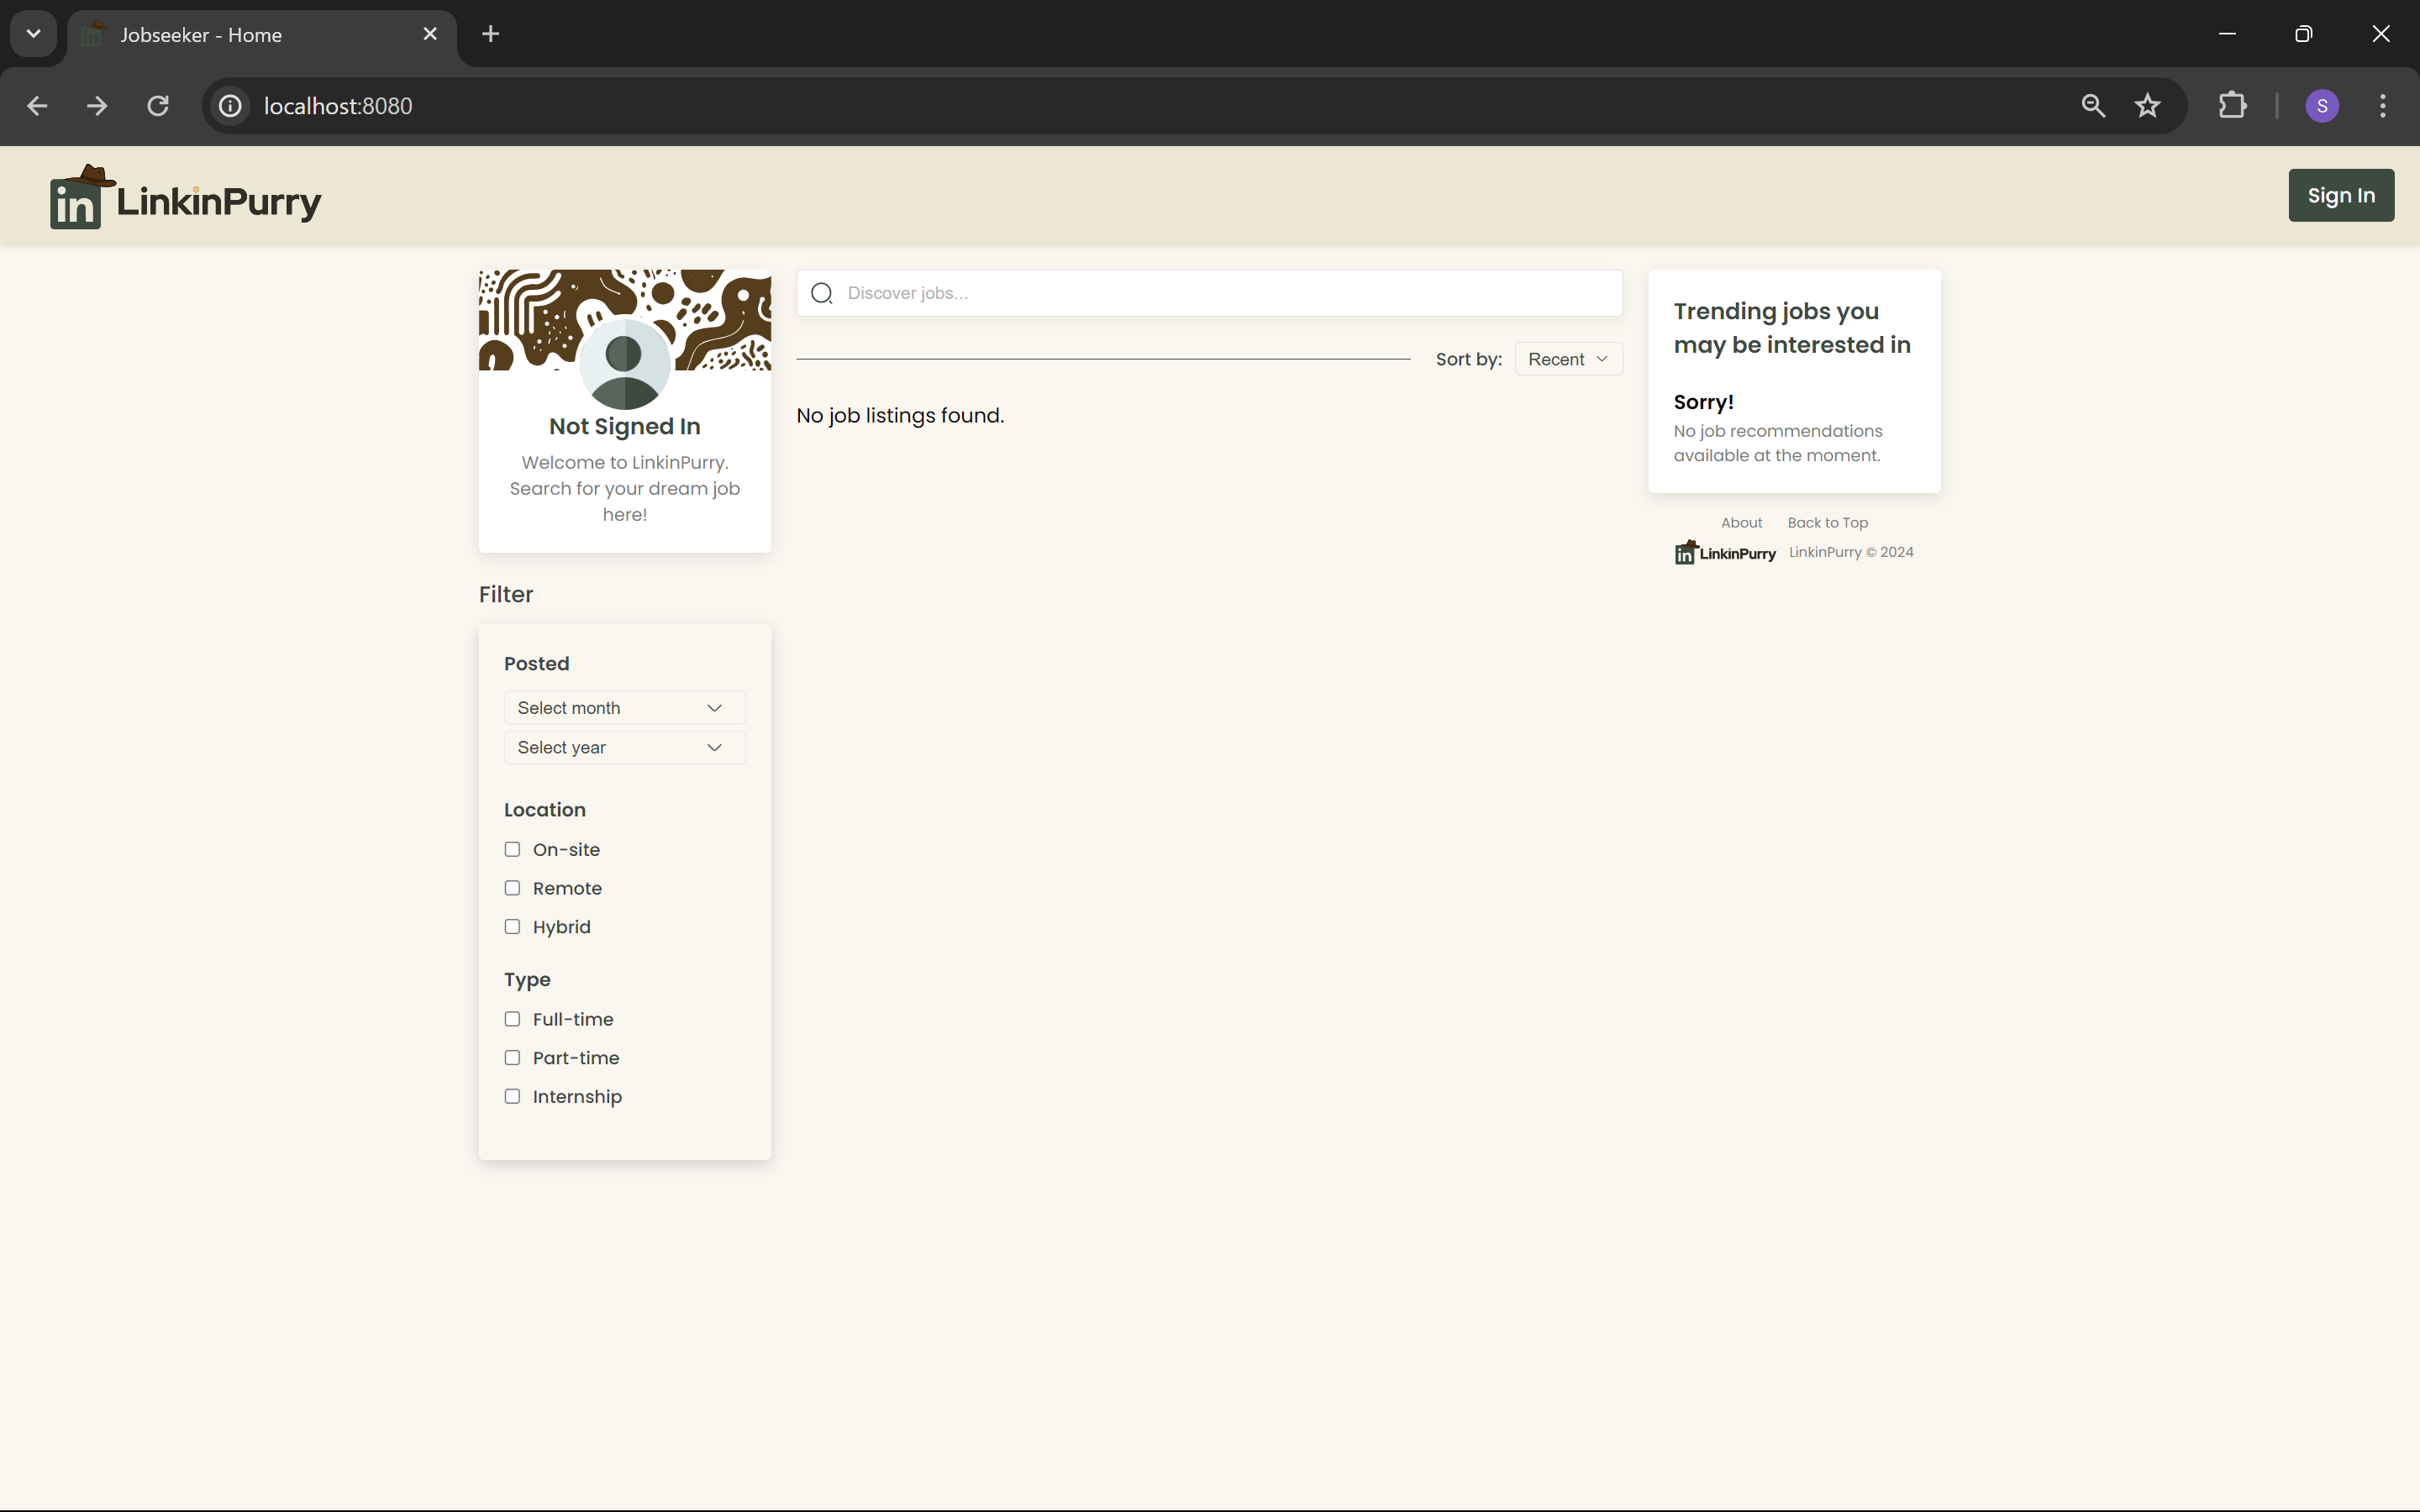 Jobseeker - Home
localhost:8080
S
in LinkinPurry
Sign In
Not Signed In
Welcome to LinkinPurry.
Search for your dream job
here!
Filter
Posted
Select month
Select year
Location
On-site
Remote
Hybrid
Type
Full-time
Part-time
Internship
Discover jobs...
Sort by: Recent
No job listings found.
Trending jobs you
may be interested in
Sorry!
No job recommendations
available at the moment.
About Back to Top
in LinkinPurry LinkinPurry © 2024